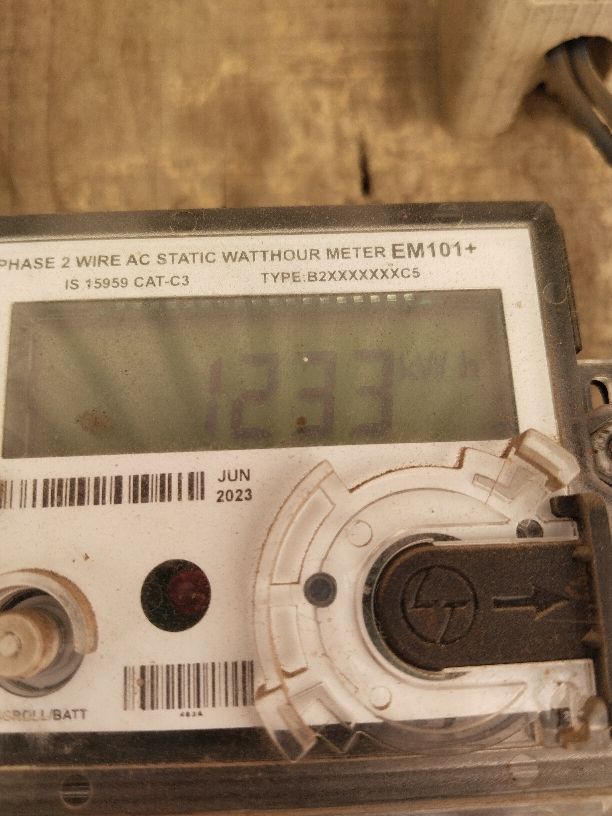 PHASE 2 WIRE AC STATIC WATTHOUR METER EM101+
IS 15959 CAT-C3 TYPE:B2XXXXXXXC5
1233 kWh
JUN
2023
LT
SCROLL/BATT